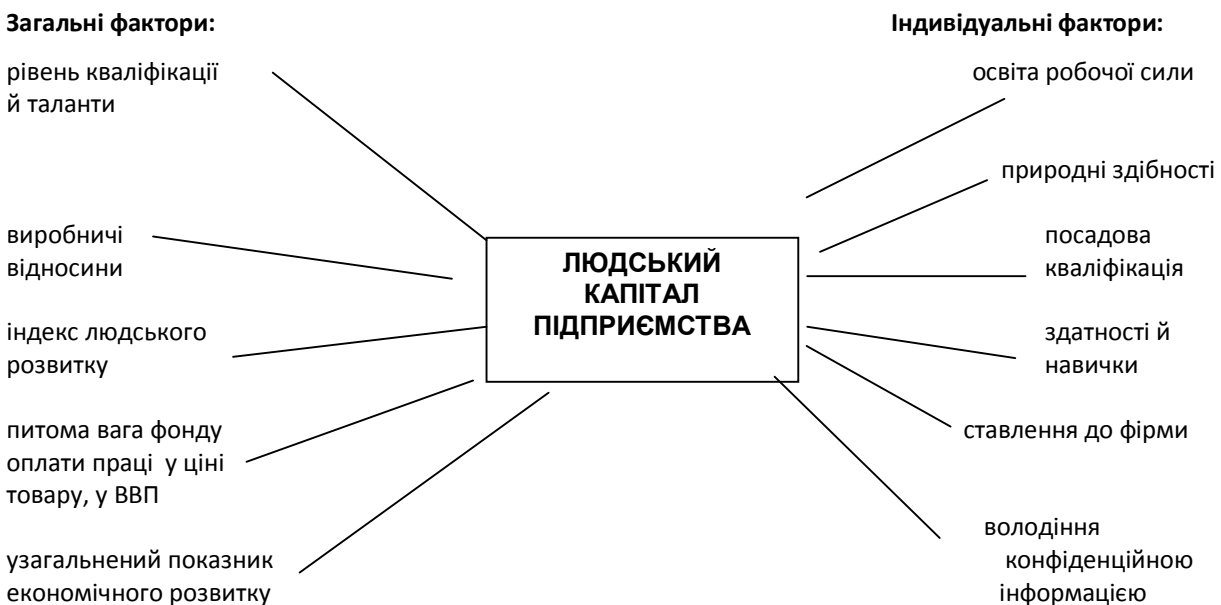 Загальні фактори:
рівень кваліфікації
й таланти
виробничі
відносини
індекс людського
розвитку
питома вага фонду
оплати праці у ціні
товару, у ВВП
узагальнений показник
економічного розвитку
ЛЮДСЬКИЙ
КАПІТАЛ
ПІДПРИЄМСТВА
Індивідуальні фактори:
освіта робочої сили
природні здібності
посадова
кваліфікація
здатності й
навички
ставлення до фірми
володіння
конфіденційною
інформацією